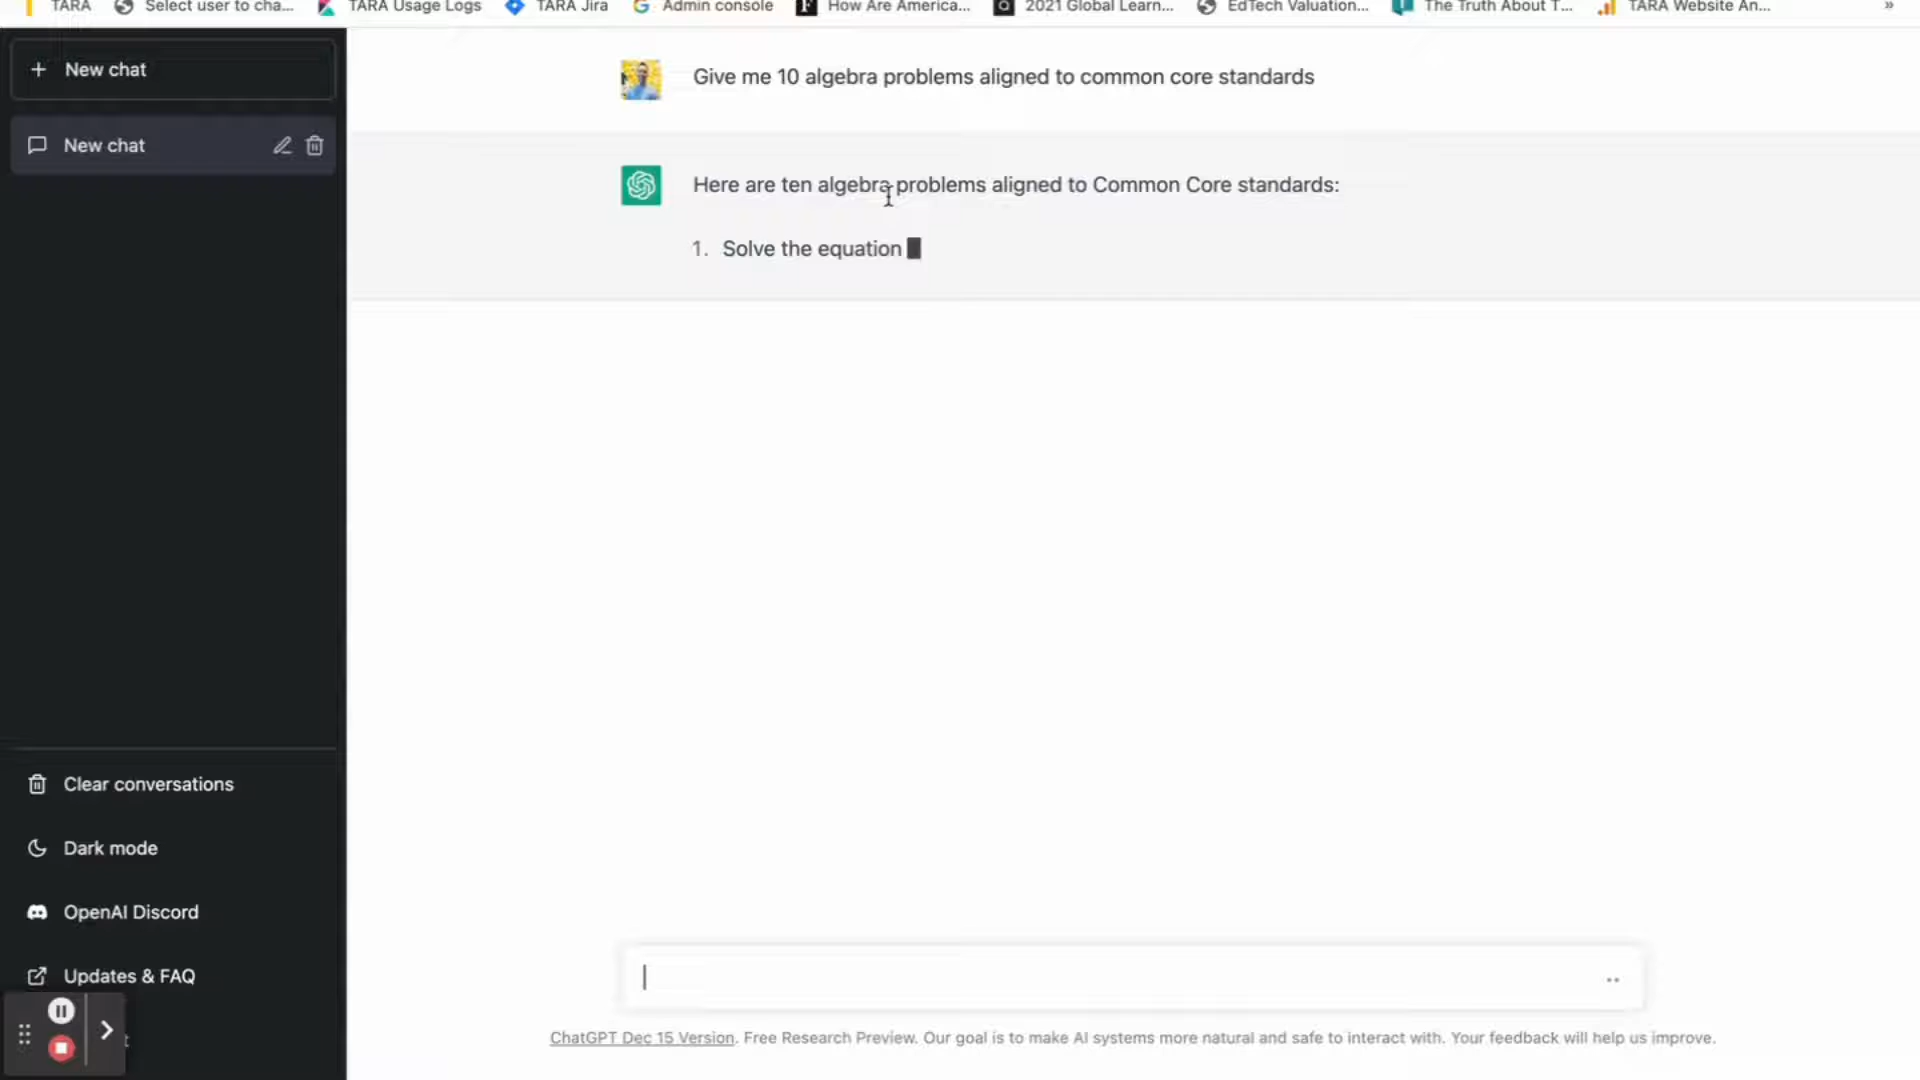 TARA Select user to cha... TARA Usage Logs TARA Jira Admin console How Are America... 2021 Global Learn... EdTech Valuation... The Truth About T... TARA Website An... »
New chat
Give me 10 algebra problems aligned to common core standards
New chat
Here are ten algebra problems aligned to Common Core standards:
1. Solve the equation
Clear conversations
Dark mode
OpenAI Discord
Updates & FAQ
ChatGPT Dec 15 Version. Free Research Preview. Our goal is to make AI systems more natural and safe to interact with. Your feedback will help us improve.